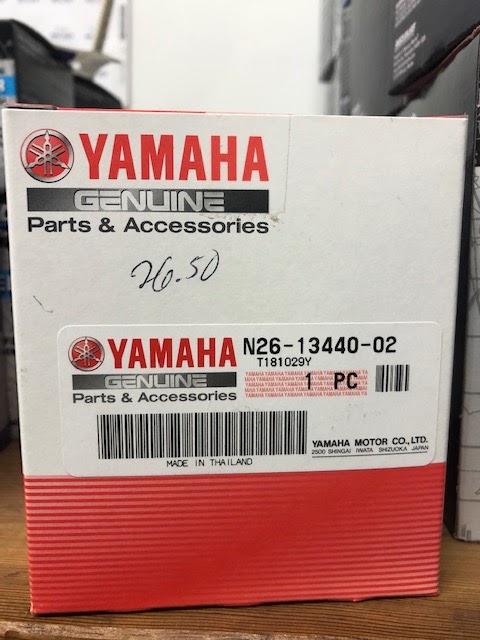 YAMAHA
GENUINE
Parts & Accessories
26.50
YAMAHA N26-13440-02
GENUINE T181029Y
Parts & Accessories 1 PC
YAMAHA MOTOR CO.,LTD.
2500 SHINGAI IWATA SHIZUOKA JAPAN
MADE IN THAILAND